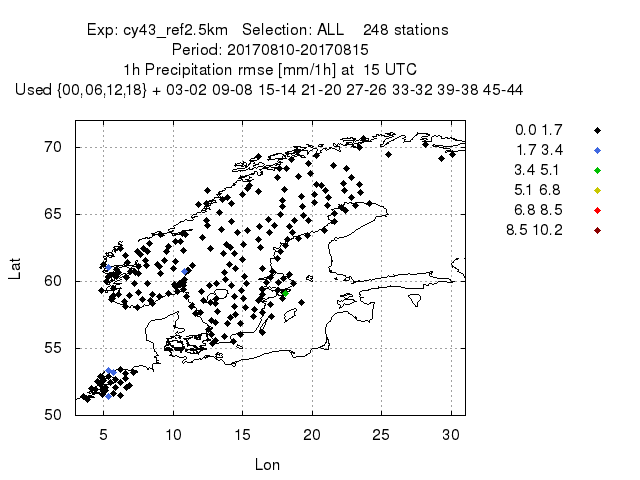 Exp: cy43_ref2.5km   Selection: ALL    248 stations
Period: 20170810-20170815
1h Precipitation rmse [mm/1h] at  15 UTC
Used {00,06,12,18} + 03-02 09-08 15-14 21-20 27-26 33-32 39-38 45-44
0.0 1.7
1.7 3.4
3.4 5.1
5.1 6.8
6.8 8.5
8.5 10.2
70
65
60
55
50
Lat
5 10 15 20 25 30
Lon